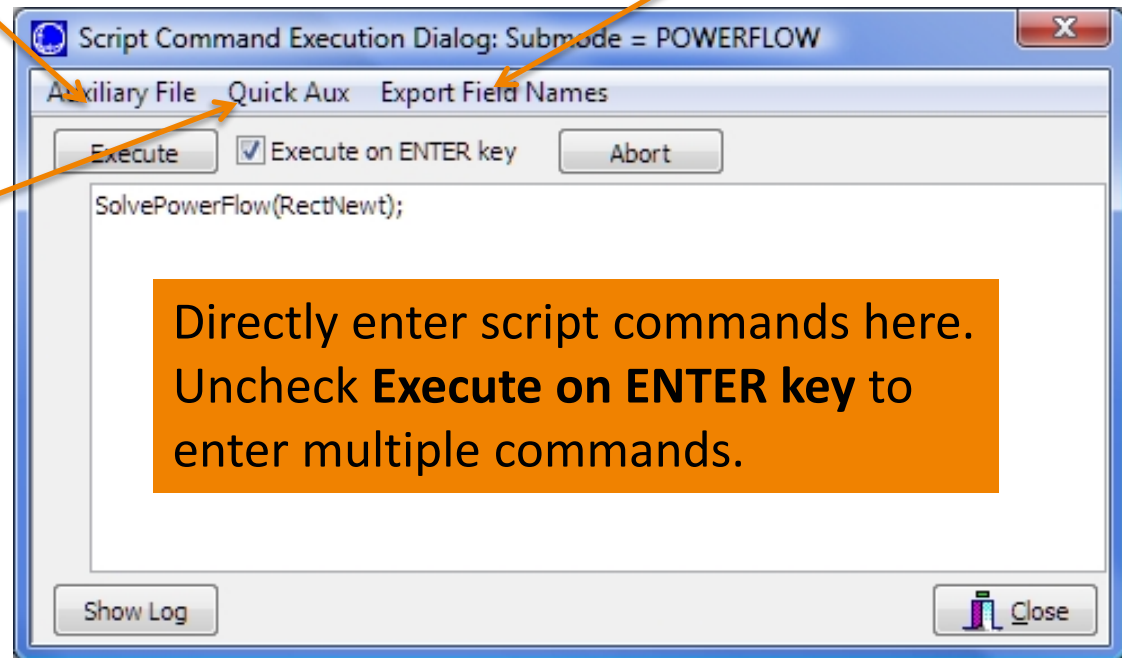 Script Command Execution Dialog: Submode = POWERFLOW
Auxiliary File Quick Aux Export Field Names
Execute Execute on ENTER key Abort
SolvePowerFlow(RectNewt);
Directly enter script commands here.
Uncheck Execute on ENTER key to
enter multiple commands.
Show Log Close